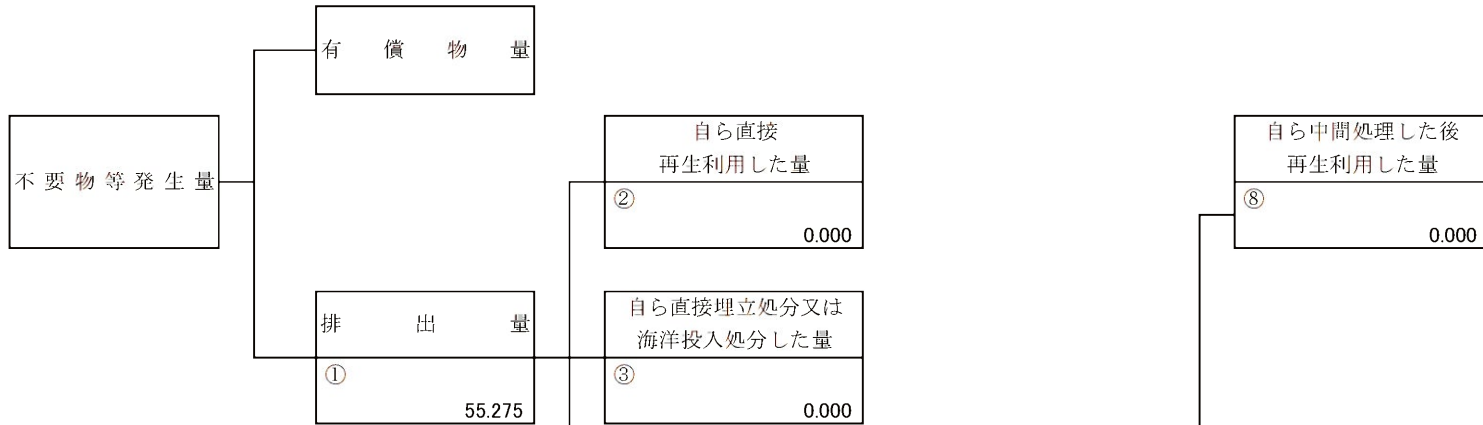 有償物量
不要物等発生量
自ら直接
再生利用した量
②
0.000
自ら中間処理した後
再生利用した量
⑧
0.000
排出量
①
55.275
自ら直接埋立処分又は
海洋投入処分した量
③
0.000